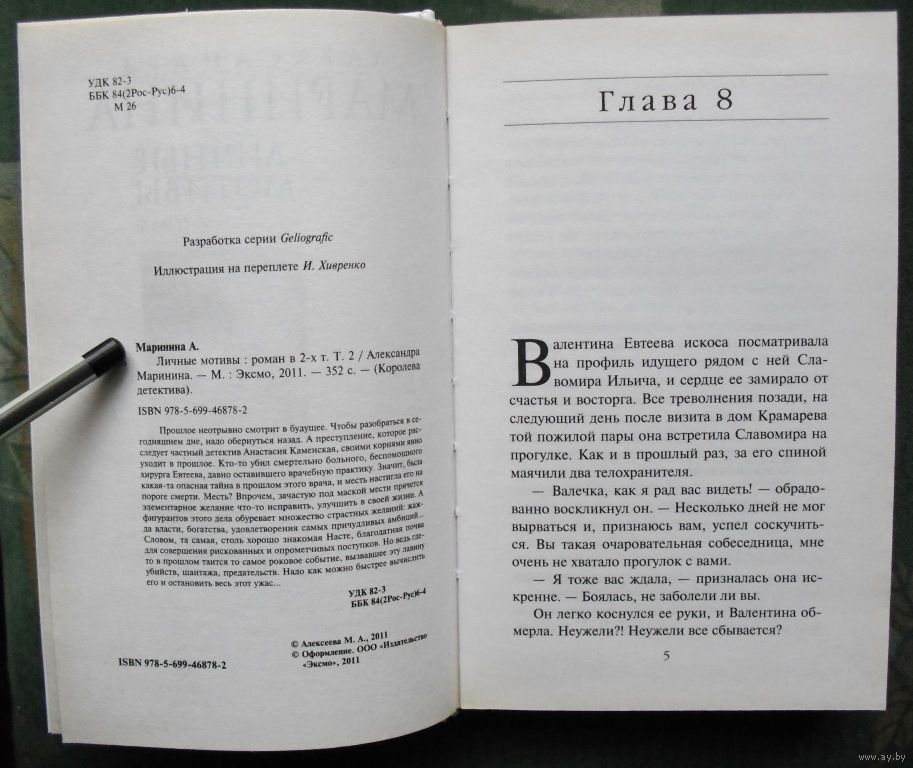 УДК 82-3
ББК 84(2Рос-Рус)6-4
М 26
Разработка серии Geliografic
Иллюстрация на переплете И. Хивренко
Маринина А.
Личные мотивы : роман в 2-х т. Т. 2 / Александра
Маринина. — М. : Эксмо, 2011. — 352 с. — (Королева
детектива).
ISBN 978-5-699-46878-2
Прошлое неотрывно смотрит в будущее. Чтобы разобраться в се-
годняшнем дне, надо обернуться назад. А преступление, которое рас-
следует частный детектив Анастасия Каменская, своими корнями явно
уходит в прошлое. Кто-то убил смертельно больного, беспомощного
хирурга Евтеева, давно оставившего врачебную практику. Значит, была
какая-та опасная тайна в прошлом этого врача, и месть настигла его на
пороге смерти. Месть? Впрочем, зачастую под маской мести прячется
элементарное желание что-то исправить, улучшить в своей жизни. А
фигурантов этого дела обуревает множество страстных желаний: жаж-
да власти, богатства, удовлетворения самых причудливых амбиций...
Словом, та самая, столь хорошо знакомая Насте, благодатная почва
для совершения рискованных и опрометчивых поступков. Но ведь где-
то в прошлом таится то самое роковое событие, вызвавшее эту лавину
убийств, шантажа, предательств. Надо как можно быстрее вычислить
его и остановить весь этот ужас...
УДК 82-3
ББК 84(2Рос-Рус)6-4
© Алексеева М. А., 2011
© Оформление. ООО «Издательство
«Эксмо», 2011
ISBN 978-5-699-46878-2
Глава 8
Валентина Евтеева искоса посматривала
на профиль идущего рядом с ней Сла-
вомира Ильича, и сердце ее замирало от
счастья и восторга. Все треволнения позади, на
следующий день после визита в дом Крамарева
той пожилой пары она встретила Славомира на
прогулке. Как и в прошлый раз, за его спиной
маячили два телохранителя.
— Валечка, как я рад вас видеть! — обрадо-
ванно воскликнул он. — Несколько дней не мог
вырваться и, признаюсь вам, успел соскучить-
ся. Вы такая очаровательная собеседница, мне
очень не хватало прогулок с вами.
— Я тоже вас ждала, — призналась она ис-
кренне. — Боялась, не заболели ли вы.
Он легко коснулся ее руки, и Валентина об-
мерла. Неужели?! Неужели все сбывается?
5
www.ay.by